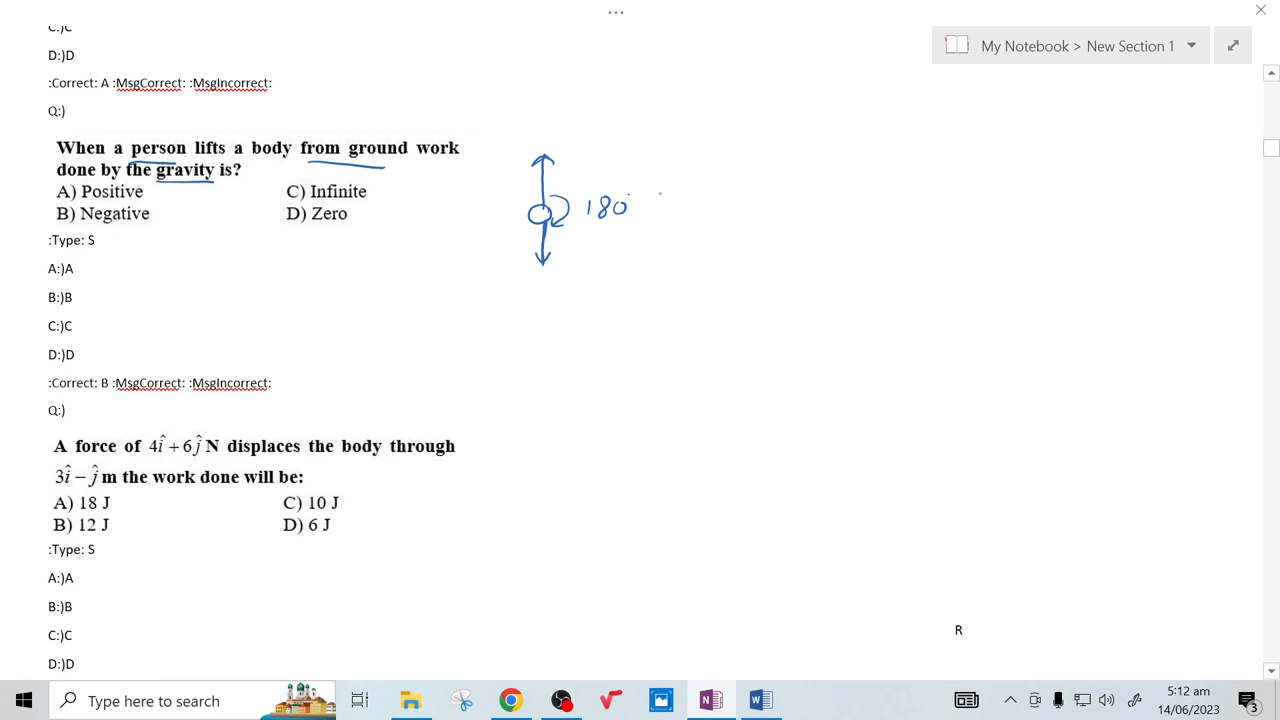 C:)C
My Notebook > New Section 1
D:)D
:Correct: A :MsgCorrect: :MsgIncorrect:
Q:)
When a person lifts a body from ground work
done by the gravity is?
A) Positive C) Infinite
B) Negative D) Zero
180°
:Type: S
A:)A
B:)B
C:)C
D:)D
:Correct: B :MsgCorrect: :MsgIncorrect:
Q:)
A force of 4î + 6ĵ N displaces the body through
3î − ĵ m the work done will be:
A) 18 J C) 10 J
B) 12 J D) 6 J
:Type: S
A:)A
B:)B
C:)C
R
D:)D
Type here to search
5:12 am
14/06/2023
3